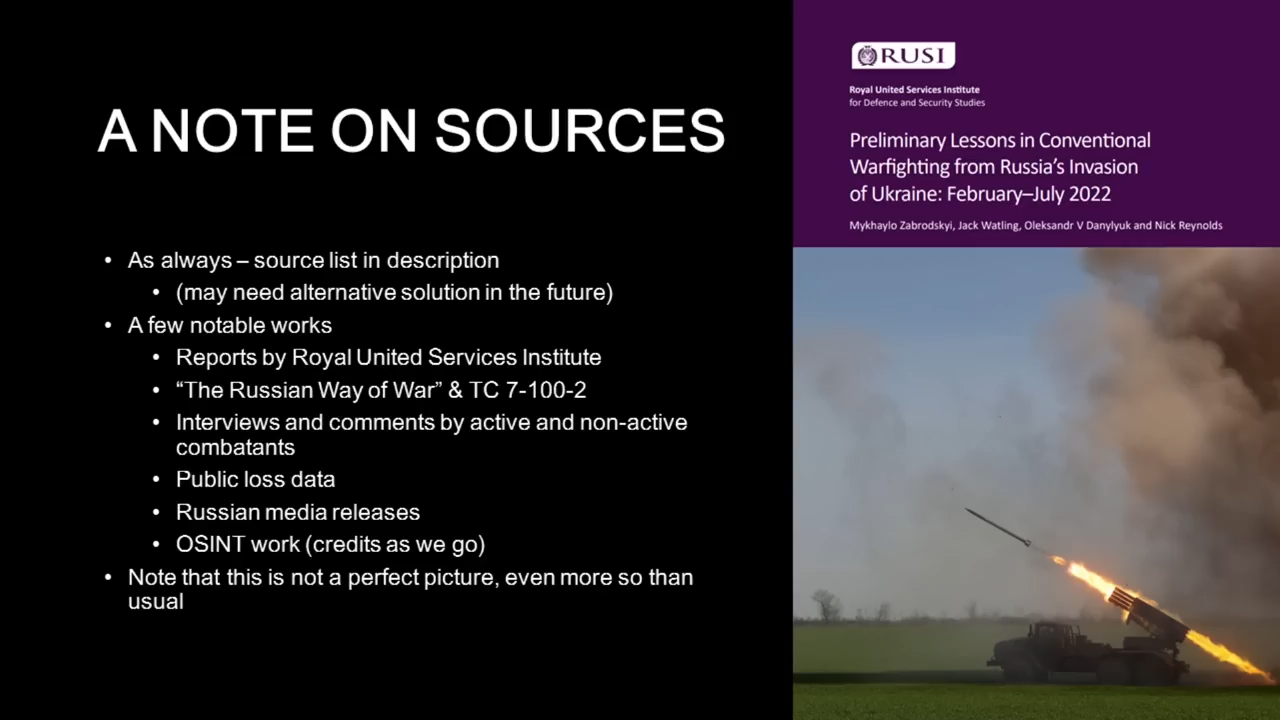 A NOTE ON SOURCES
• As always – source list in description
• (may need alternative solution in the future)
• A few notable works
• Reports by Royal United Services Institute
• “The Russian Way of War” & TC 7-100-2
• Interviews and comments by active and non-active
combatants
• Public loss data
• Russian media releases
• OSINT work (credits as we go)
• Note that this is not a perfect picture, even more so than
usual
RUSI
Royal United Services Institute
for Defence and Security Studies
Preliminary Lessons in Conventional
Warfighting from Russia’s Invasion
of Ukraine: February–July 2022
Mykhaylo Zabrodskyi, Jack Watling, Oleksandr V Danylyuk and Nick Reynolds